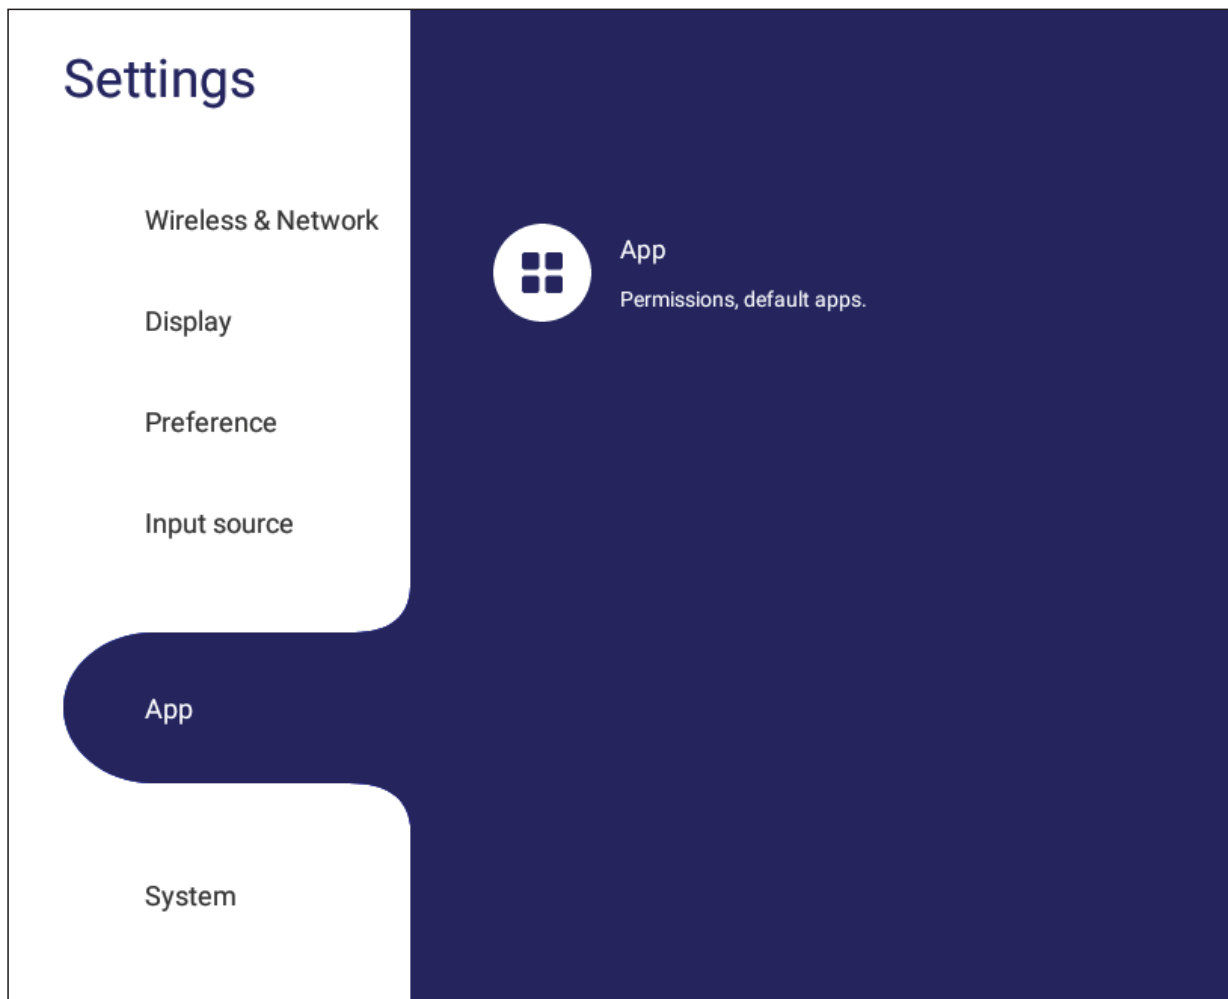 Settings
Wireless & Network
Display
Preference
Input source
App
System
App
Permissions, default apps.